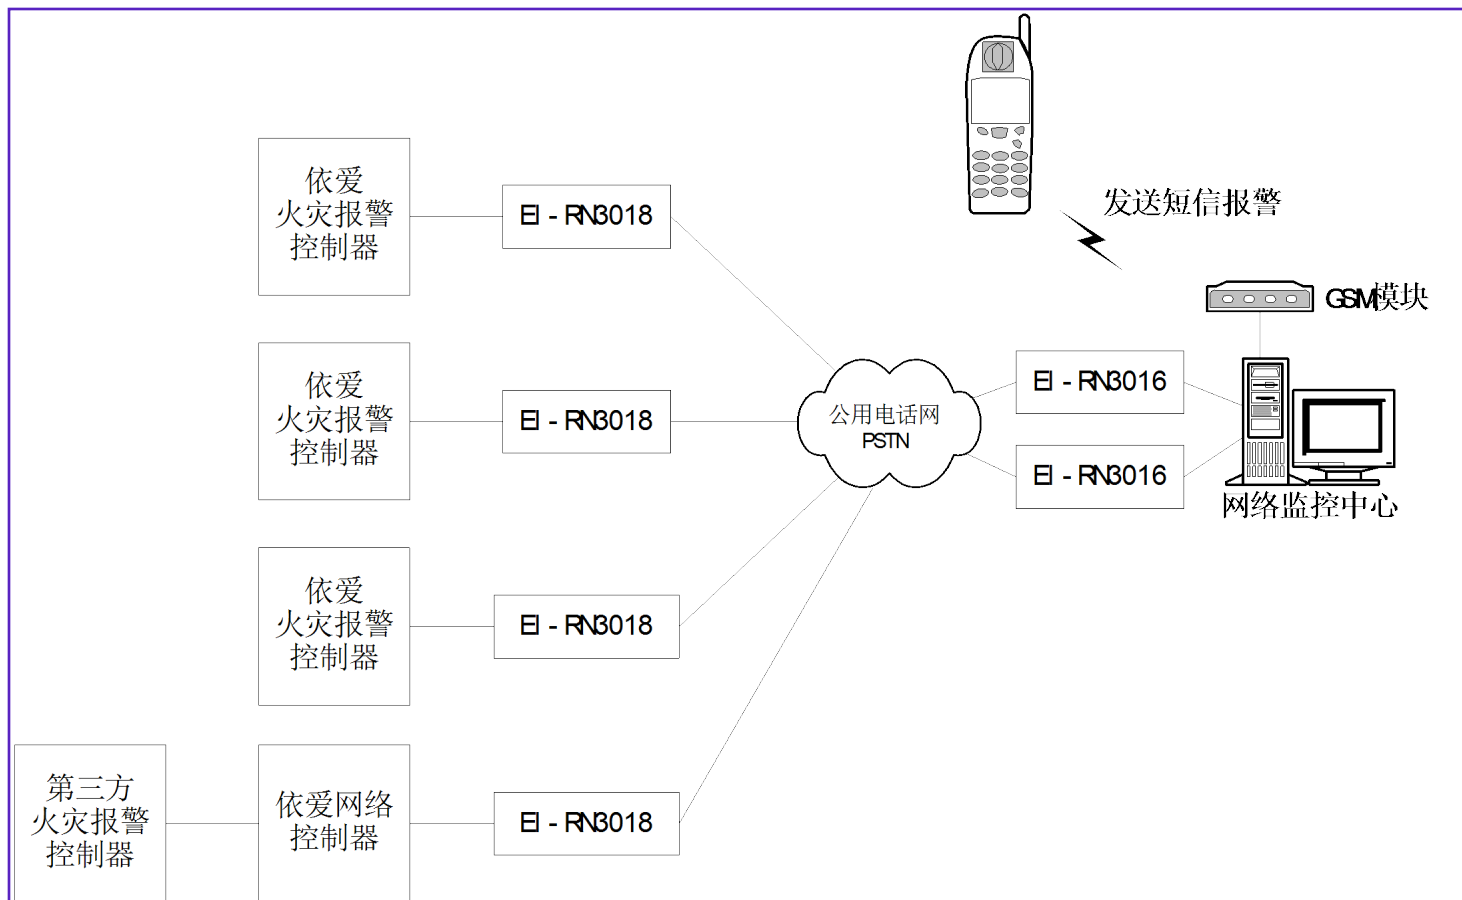 发送短信报警
GSM模块
依爱
火灾报警
控制器
EI - RN3018
依爱
火灾报警
控制器
EI - RN3018
公用电话网
PSTN
EI - RN3016
EI - RN3016
网络监控中心
依爱
火灾报警
控制器
EI - RN3018
第三方
火灾报警
控制器
依爱网络
控制器
EI - RN3018